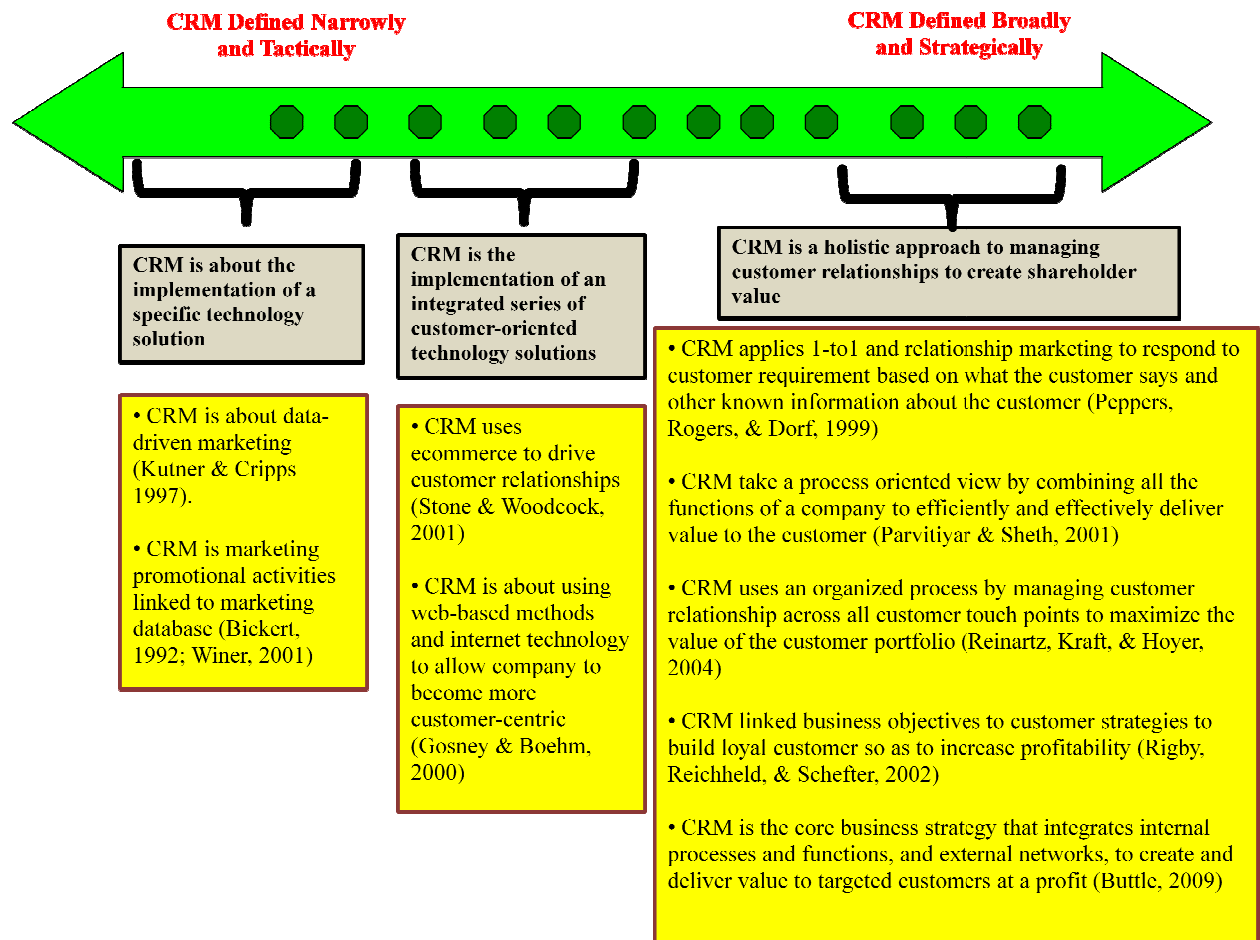 CRM Defined Narrowly
and Tactically
CRM Defined Broadly
and Strategically
CRM is about the
implementation of a
specific technology
solution
CRM is the
implementation of an
integrated series of
customer-oriented
technology solutions
CRM is a holistic approach to managing
customer relationships to create shareholder
value
• CRM is about data-
driven marketing
(Kutner & Cripps
1997).
• CRM is marketing
promotional activities
linked to marketing
database (Bickert,
1992; Winer, 2001)
• CRM uses
ecommerce to drive
customer relationships
(Stone & Woodcock,
2001)
• CRM is about using
web-based methods
and internet technology
to allow company to
become more
customer-centric
(Gosney & Boehm,
2000)
• CRM applies 1-to1 and relationship marketing to respond to
customer requirement based on what the customer says and
other known information about the customer (Peppers,
Rogers, & Dorf, 1999)
• CRM take a process oriented view by combining all the
functions of a company to efficiently and effectively deliver
value to the customer (Parvitiyar & Sheth, 2001)
• CRM uses an organized process by managing customer
relationship across all customer touch points to maximize the
value of the customer portfolio (Reinartz, Kraft, & Hoyer,
2004)
• CRM linked business objectives to customer strategies to
build loyal customer so as to increase profitability (Rigby,
Reichheld, & Schefter, 2002)
• CRM is the core business strategy that integrates internal
processes and functions, and external networks, to create and
deliver value to targeted customers at a profit (Buttle, 2009)